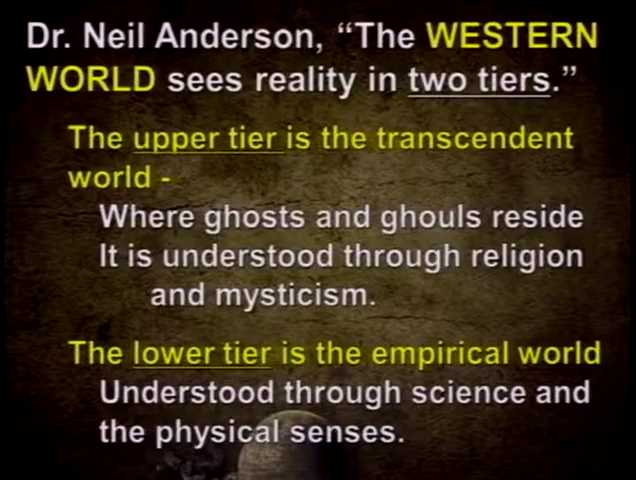 Dr. Neil Anderson, “The WESTERN
WORLD sees reality in two tiers.”
The upper tier is the transcendent
world -
Where ghosts and ghouls reside
It is understood through religion
and mysticism.
The lower tier is the empirical world
Understood through science and
the physical senses.